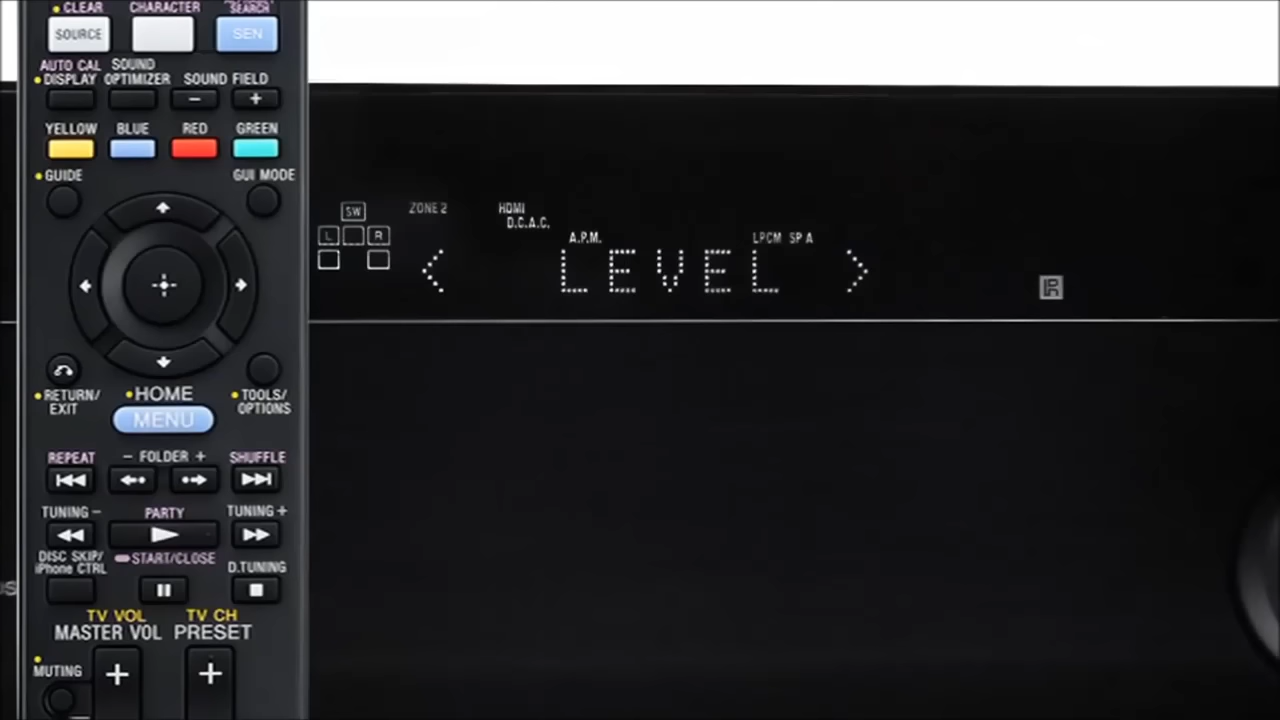 CLEAR CHARACTER SEARCH
SOURCE SEN
AUTO CAL SOUND
DISPLAY OPTIMIZER SOUND FIELD
− +
YELLOW BLUE RED GREEN
GUIDE GUI MODE
RETURN/
EXIT
HOME
MENU
TOOLS/
OPTIONS
REPEAT − FOLDER + SHUFFLE
TUNING − PARTY TUNING +
DISC SKIP/
iPhone CTRL
START/CLOSE
D.TUNING
TV VOL TV CH
MASTER VOL PRESET
MUTING
+ +
SW
L R
ZONE 2
HDMI
D.C.A.C.
A.P.M.
LPCM SP A
< LEVEL >